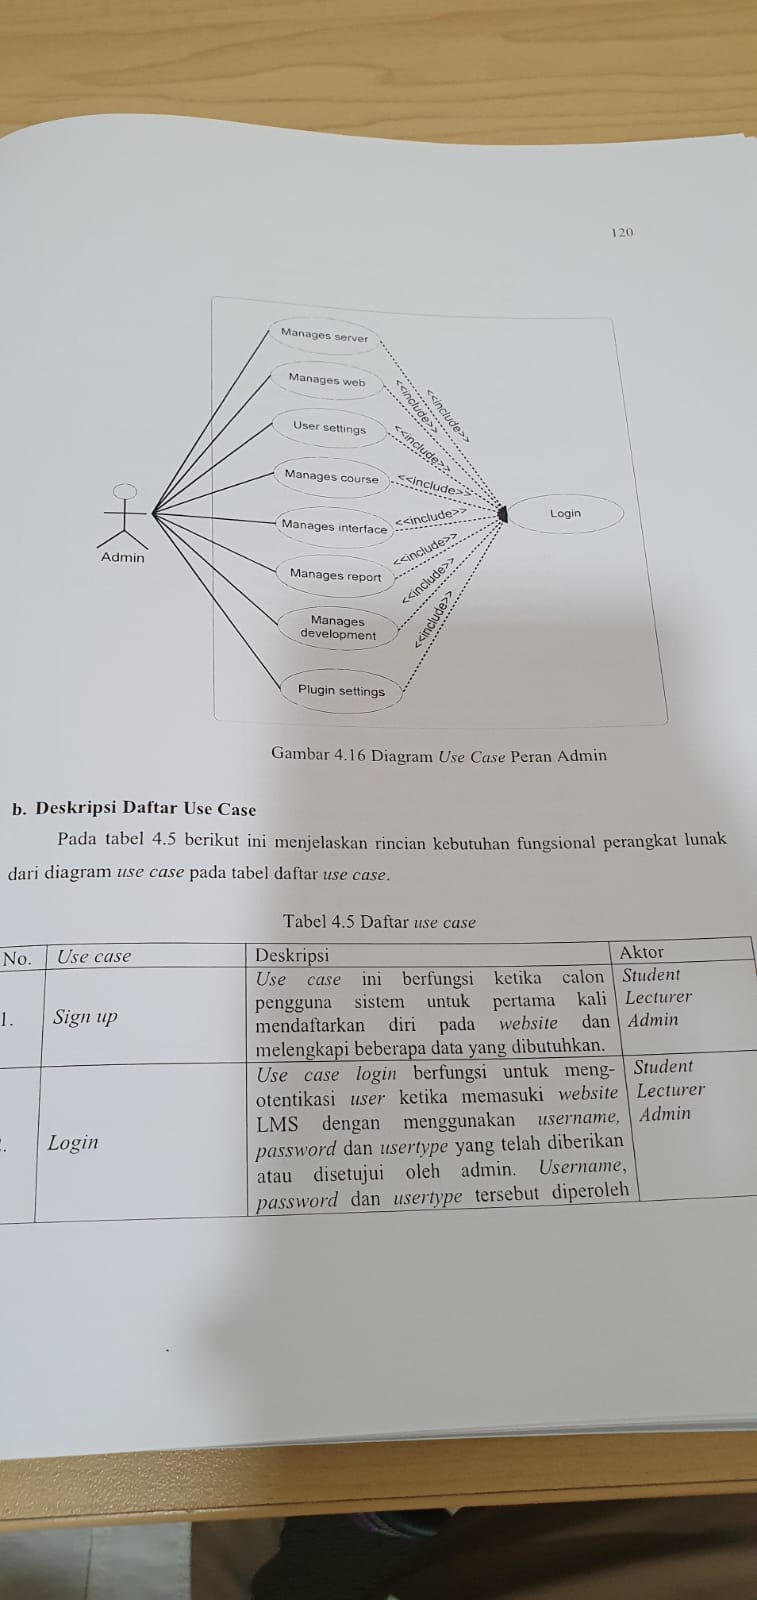 120
Manages server
Manages web
User settings
Manages course
Manages interface
Manages report
Manages
development
Plugin settings
<<include>>
<<include>>
<<include>>
<<include>>
<<include>>
<<include>>
<<include>>
<<include>>
Login
Admin
Gambar 4.16 Diagram Use Case Peran Admin
b. Deskripsi Daftar Use Case
Pada tabel 4.5 berikut ini menjelaskan rincian kebutuhan fungsional perangkat lunak
dari diagram use case pada tabel daftar use case.
Tabel 4.5 Daftar use case
No. Use case Deskripsi Aktor
Use case ini berfungsi ketika calon Student
pengguna sistem untuk pertama kali Lecturer
1. Sign up mendaftarkan diri pada website dan Admin
melengkapi beberapa data yang dibutuhkan.
Use case login berfungsi untuk meng- Student
otentikasi user ketika memasuki website Lecturer
LMS dengan menggunakan username, Admin
Login password dan usertype yang telah diberikan
atau disetujui oleh admin. Username,
password dan usertype tersebut diperoleh